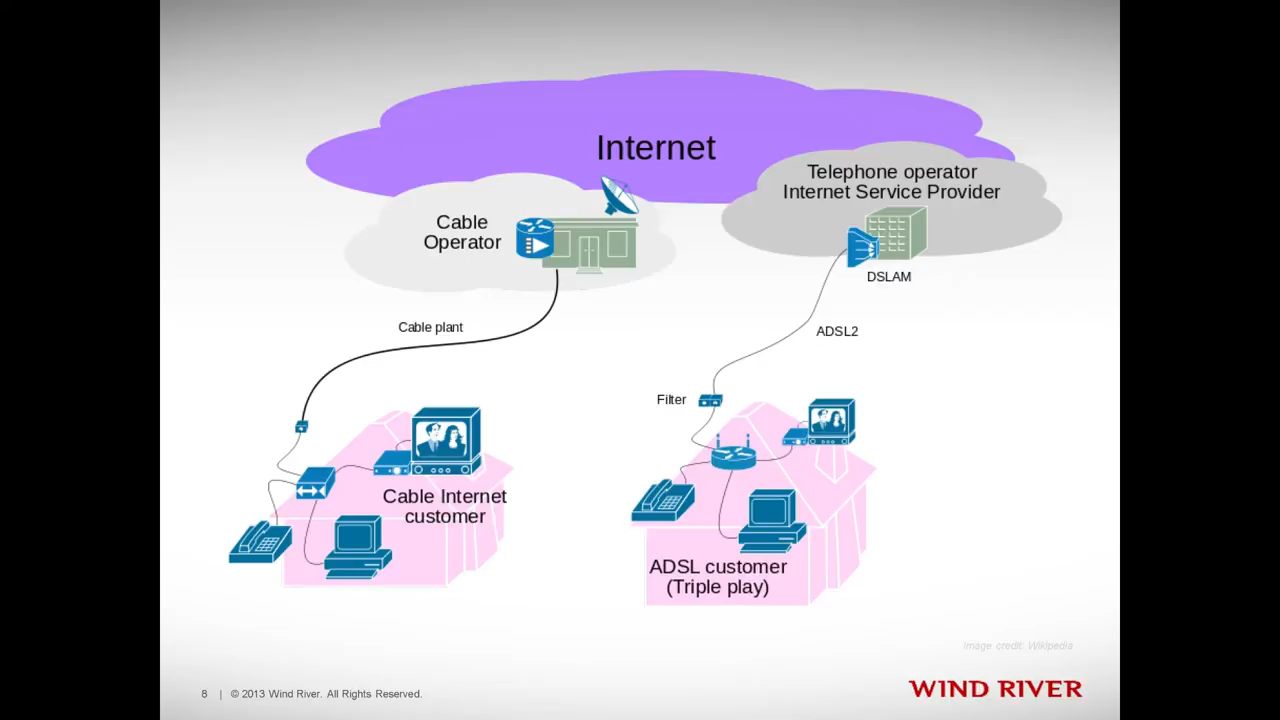 Internet
Telephone operator
Internet Service Provider
Cable
Operator
DSLAM
Cable plant
ADSL2
Filter
Cable Internet
customer
ADSL customer
(Triple play)
Image credit: Wikipedia
8 | © 2013 Wind River. All Rights Reserved.
WIND RIVER